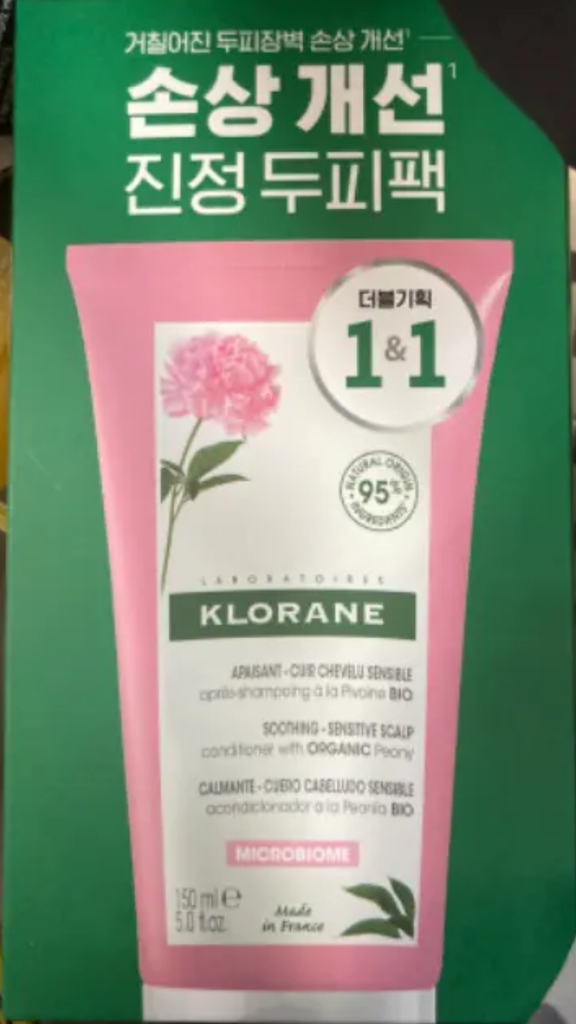 거칠어진 두피장벽 손상 개선¹
손상 개선¹
진정 두피팩
더블기획
1&1
NATURAL ORIGIN
95%
INGREDIENTS
LABORATOIRES
KLORANE
APAISANT - CUIR CHEVELU SENSIBLE
après-shampoing à la Pivoine BIO
SOOTHING - SENSITIVE SCALP
conditioner with ORGANIC Peony
CALMANTE - CUERO CABELLUDO SENSIBLE
acondicionador a la Peonía BIO
MICROBIOME
150 ml ℮
5.0 fl.oz.
Made
in France